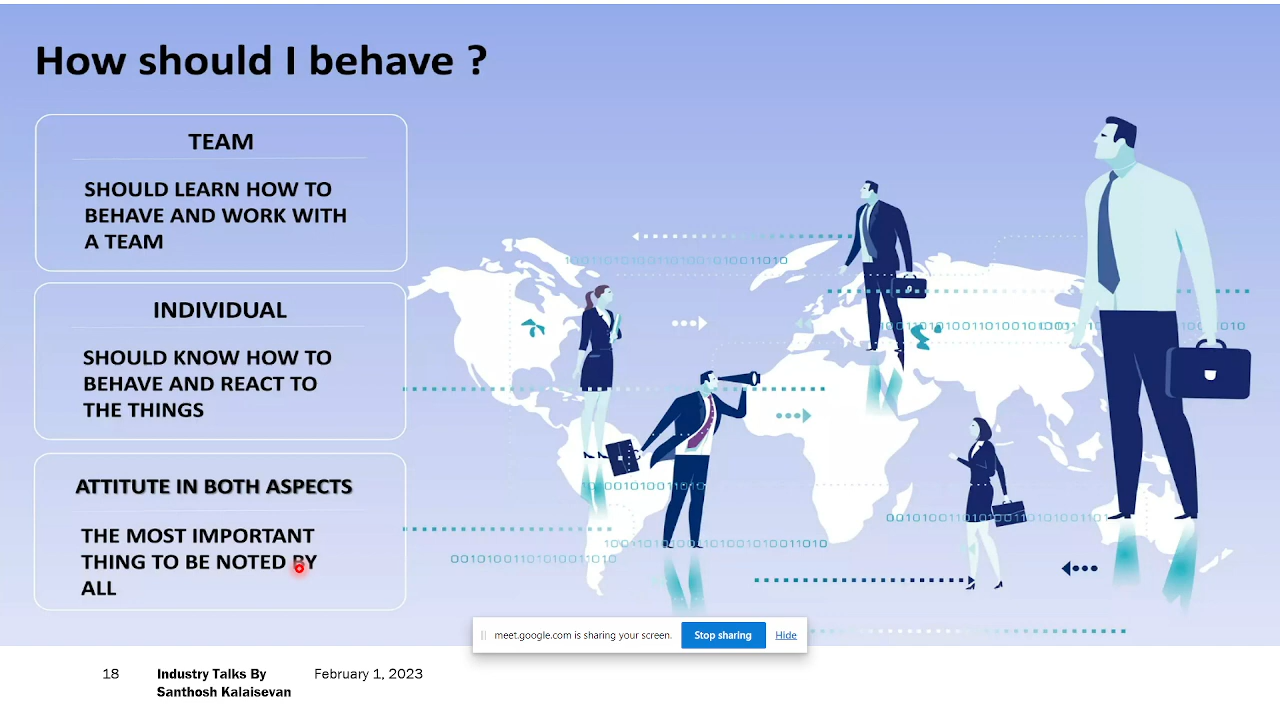 How should I behave ?
TEAM
SHOULD LEARN HOW TO
BEHAVE AND WORK WITH
A TEAM
INDIVIDUAL
SHOULD KNOW HOW TO
BEHAVE AND REACT TO
THE THINGS
ATTITUTE IN BOTH ASPECTS
THE MOST IMPORTANT
THING TO BE NOTED BY
ALL
meet.google.com is sharing your screen.
Stop sharing
Hide
18
Industry Talks By
Santhosh Kalaisevan
February 1, 2023